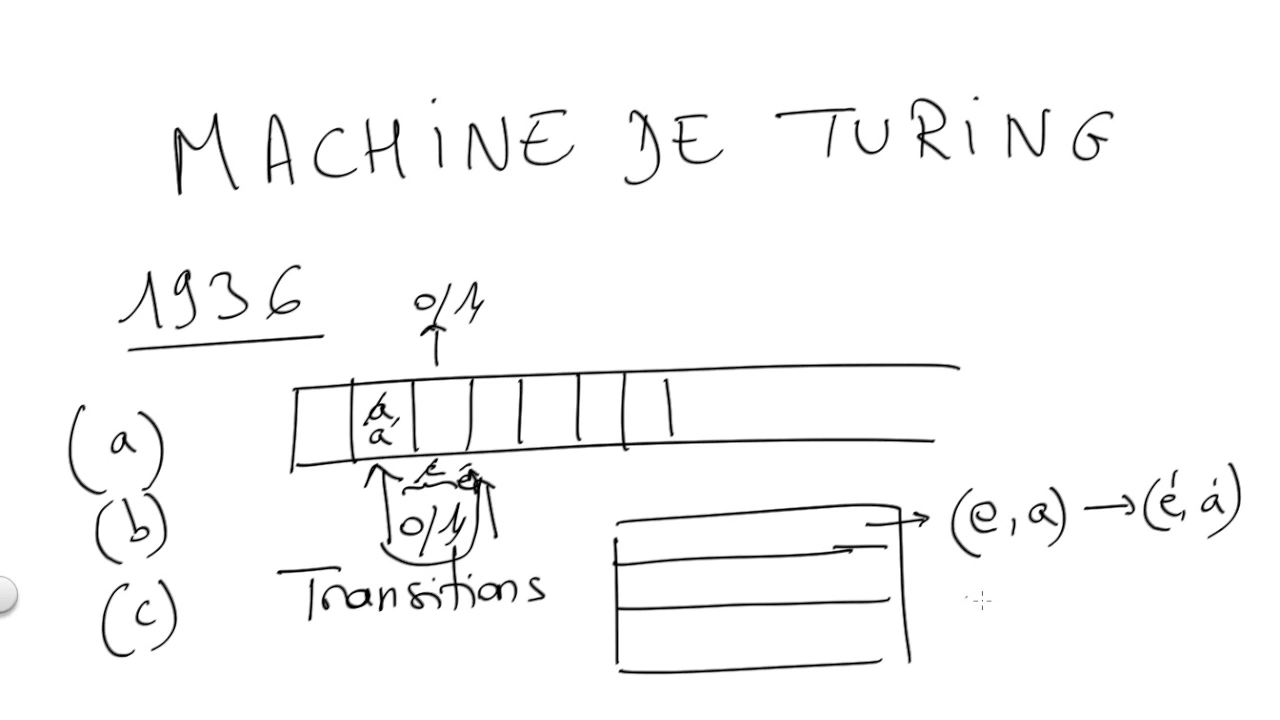 MACHINE DE TURING
1936
0/1
(a)
a,
a
(b)
0/1
(e, a) → (é, á)
(c)
Transitions